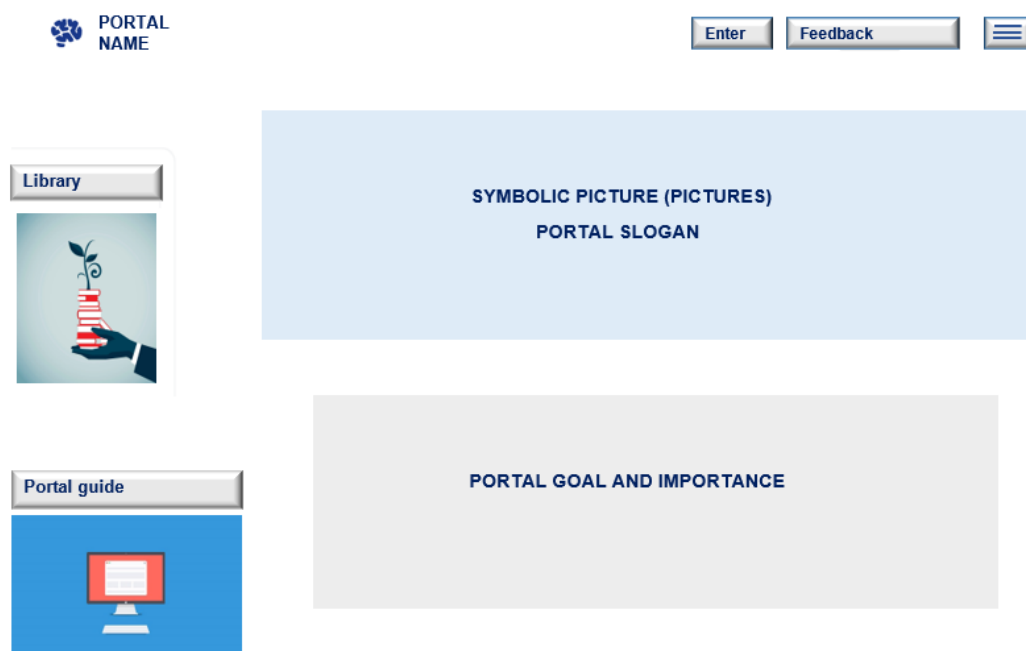 PORTAL
NAME
Enter
Feedback
Library
SYMBOLIC PICTURE (PICTURES)
PORTAL SLOGAN
Portal guide
PORTAL GOAL AND IMPORTANCE